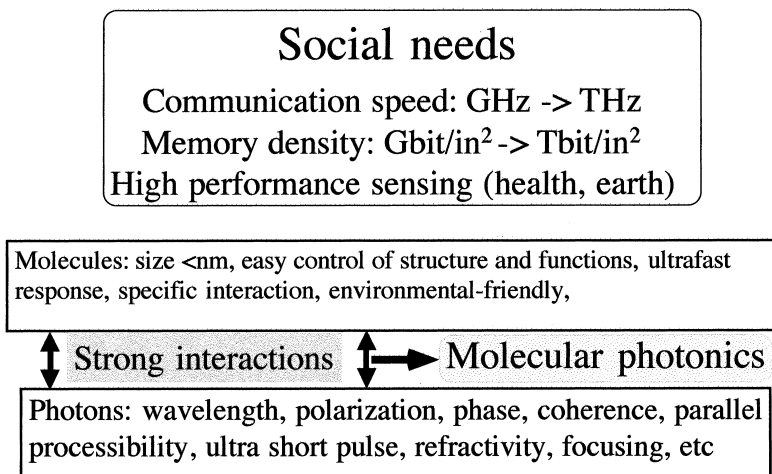 Social needs
Communication speed: GHz -> THz
Memory density: Gbit/in² -> Tbit/in²
High performance sensing (health, earth)
Molecules: size <nm, easy control of structure and functions, ultrafast
response, specific interaction, environmental-friendly,
Strong interactions
Molecular photonics
Photons: wavelength, polarization, phase, coherence, parallel
processibility, ultra short pulse, refractivity, focusing, etc